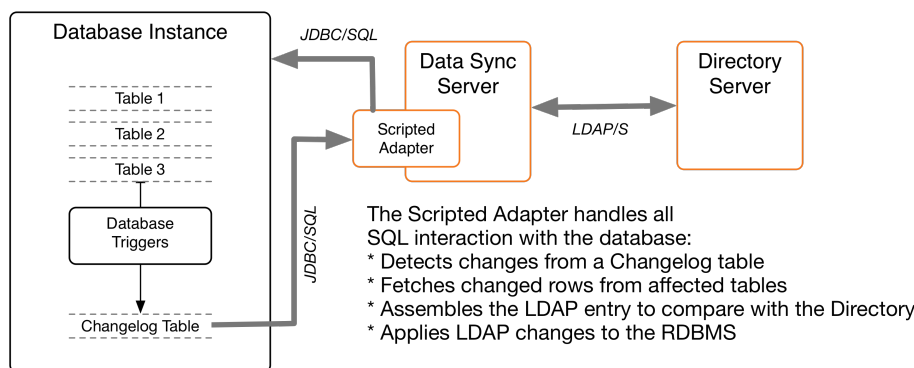 Database Instance
Table 1
Table 2
Table 3
Database
Triggers
Changelog Table
JDBC/SQL
JDBC/SQL
Data Sync
Server
Scripted
Adapter
LDAP/S
Directory
Server
The Scripted Adapter handles all
SQL interaction with the database:
* Detects changes from a Changelog table
* Fetches changed rows from affected tables
* Assembles the LDAP entry to compare with the Directory
* Applies LDAP changes to the RDBMS